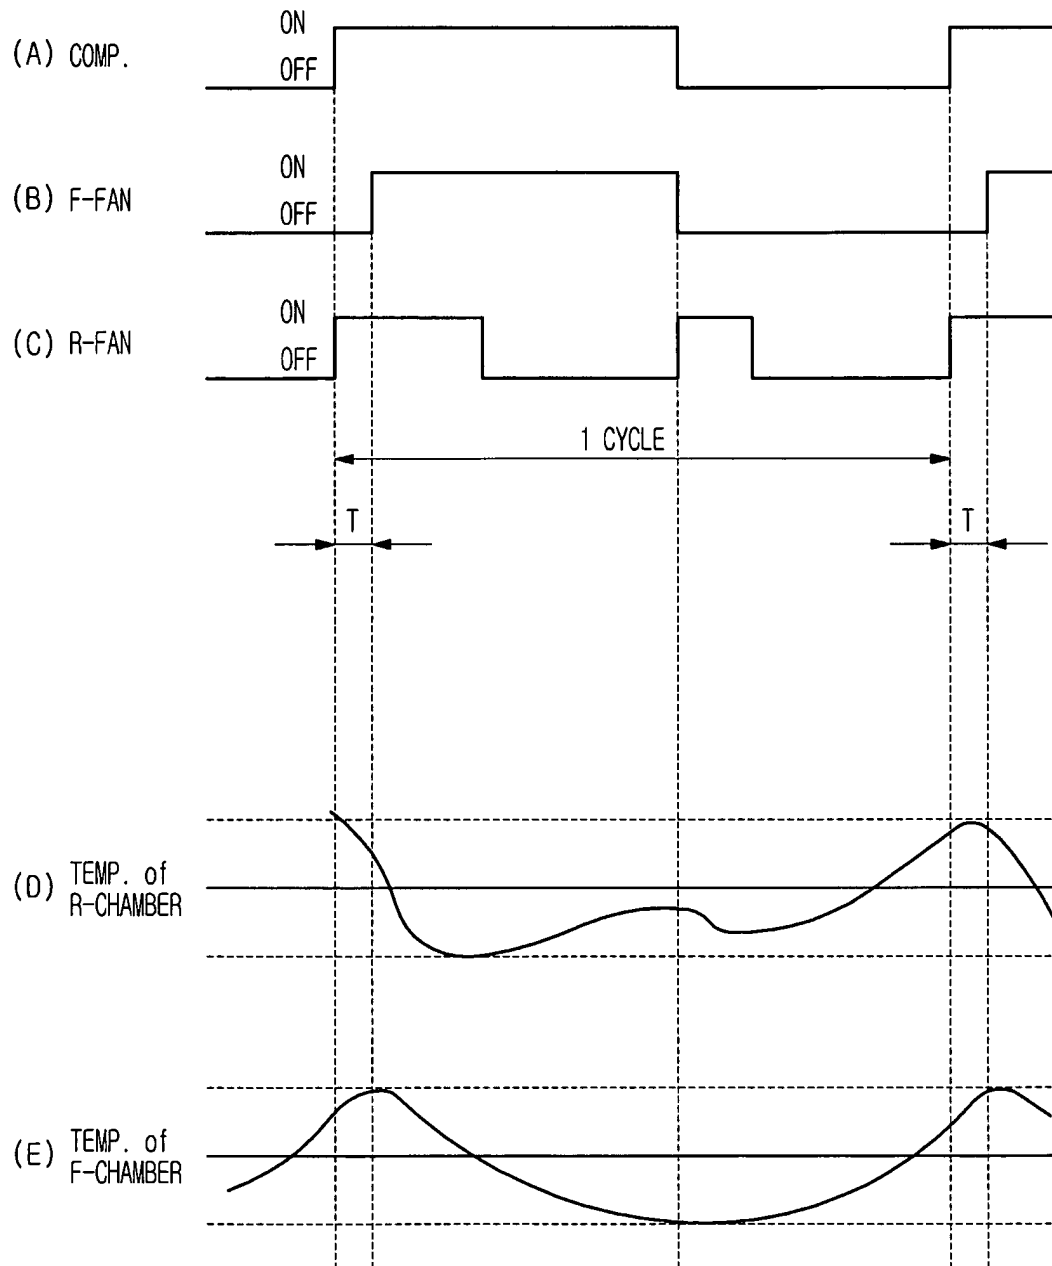 (A) COMP.
ON
OFF
(B) F-FAN
ON
OFF
(C) R-FAN
ON
OFF
1 CYCLE
T
T
(D) TEMP. of
R-CHAMBER
(E) TEMP. of
F-CHAMBER